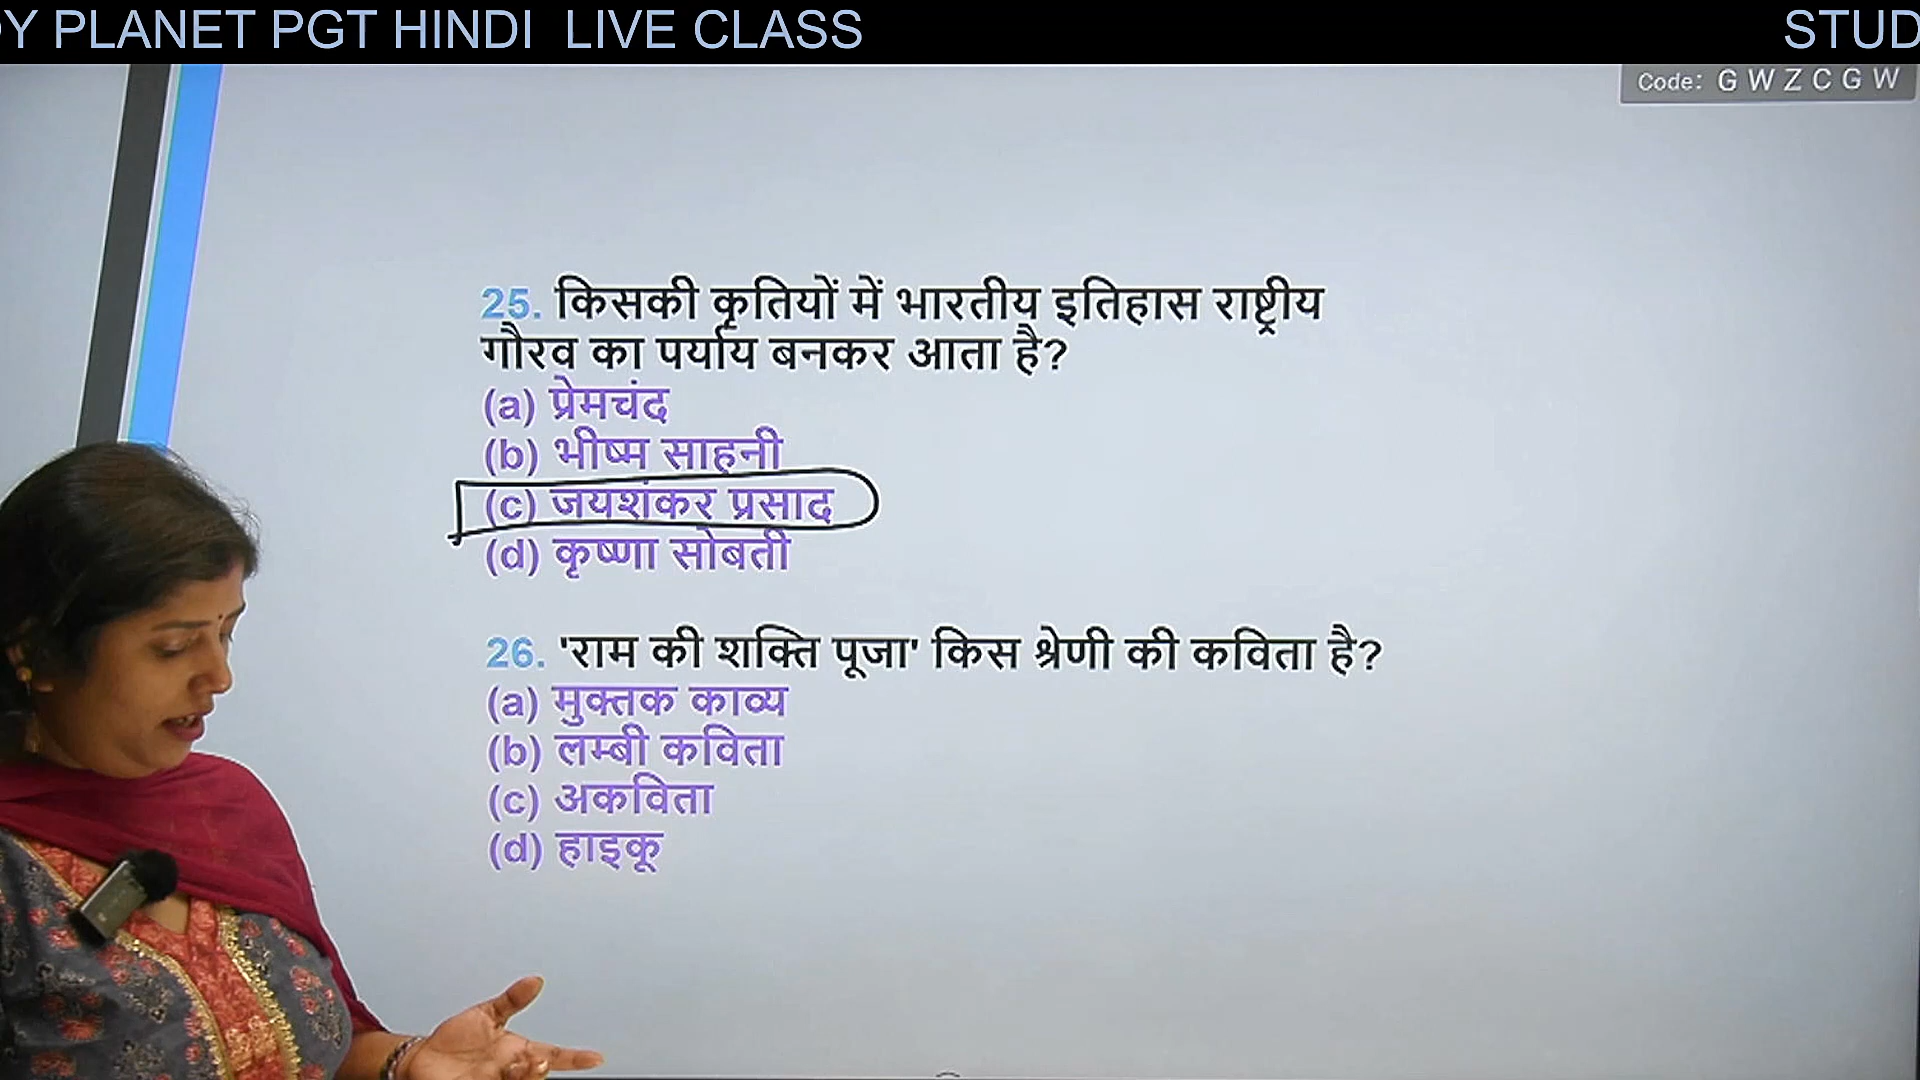 DY PLANET PGT HINDI LIVE CLASS STUD
Code: G W Z C G W
25. किसकी कृतियों में भारतीय इतिहास राष्ट्रीय
गौरव का पर्याय बनकर आता है?
(a) प्रेमचंद
(b) भीष्म साहनी
(c) जयशंकर प्रसाद
(d) कृष्णा सोबती
26. 'राम की शक्ति पूजा' किस श्रेणी की कविता है?
(a) मुक्तक काव्य
(b) लम्बी कविता
(c) अकविता
(d) हाइकू